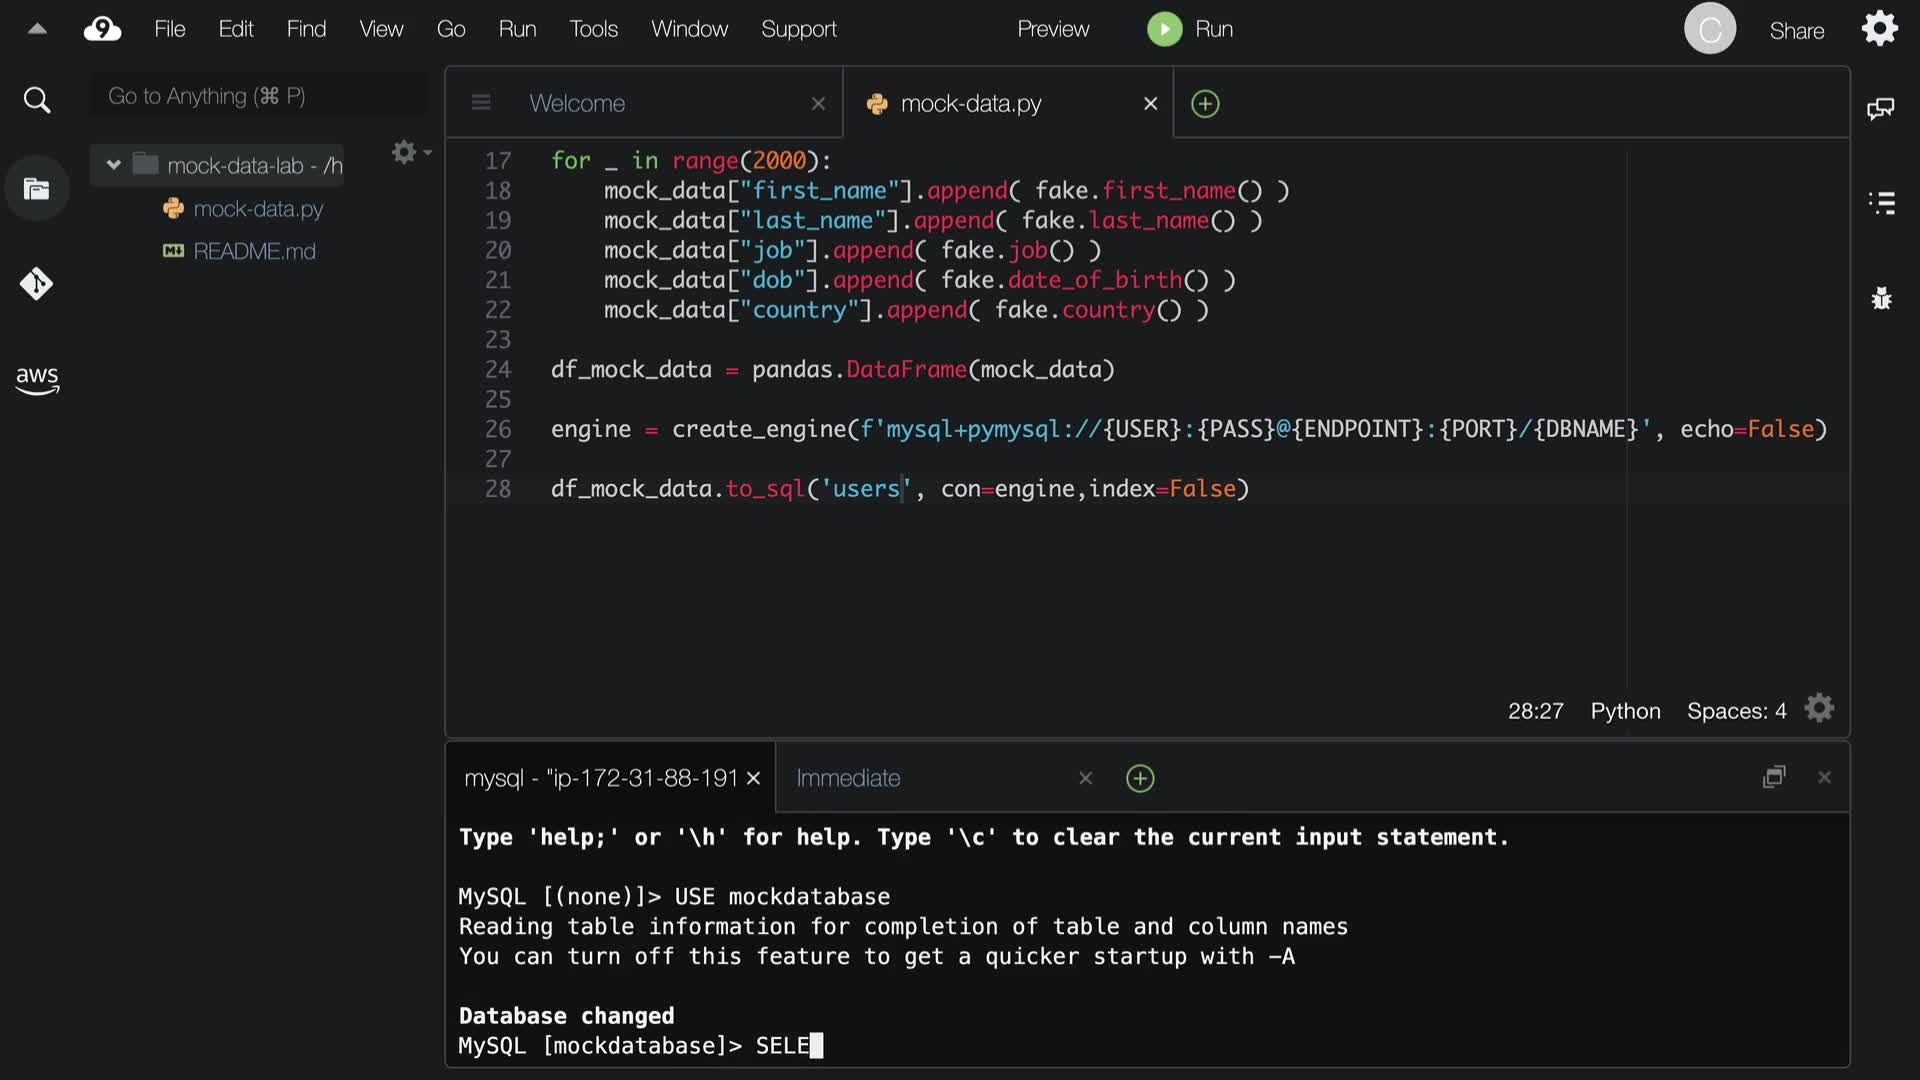 9 File Edit Find View Go Run Tools Window Support Preview Run C Share
Go to Anything (⌘ P)
mock-data-lab - /h
mock-data.py
README.md
aws
Welcome mock-data.py
17 for _ in range(2000):
18 mock_data["first_name"].append( fake.first_name() )
19 mock_data["last_name"].append( fake.last_name() )
20 mock_data["job"].append( fake.job() )
21 mock_data["dob"].append( fake.date_of_birth() )
22 mock_data["country"].append( fake.country() )
23
24 df_mock_data = pandas.DataFrame(mock_data)
25
26 engine = create_engine(f'mysql+pymysql://{USER}:{PASS}@{ENDPOINT}:{PORT}/{DBNAME}', echo=False)
27
28 df_mock_data.to_sql('users', con=engine,index=False)
28:27 Python Spaces: 4
mysql - "ip-172-31-88-191 Immediate
Type 'help;' or '\h' for help. Type '\c' to clear the current input statement.
MySQL [(none)]> USE mockdatabase
Reading table information for completion of table and column names
You can turn off this feature to get a quicker startup with -A
Database changed
MySQL [mockdatabase]> SELE